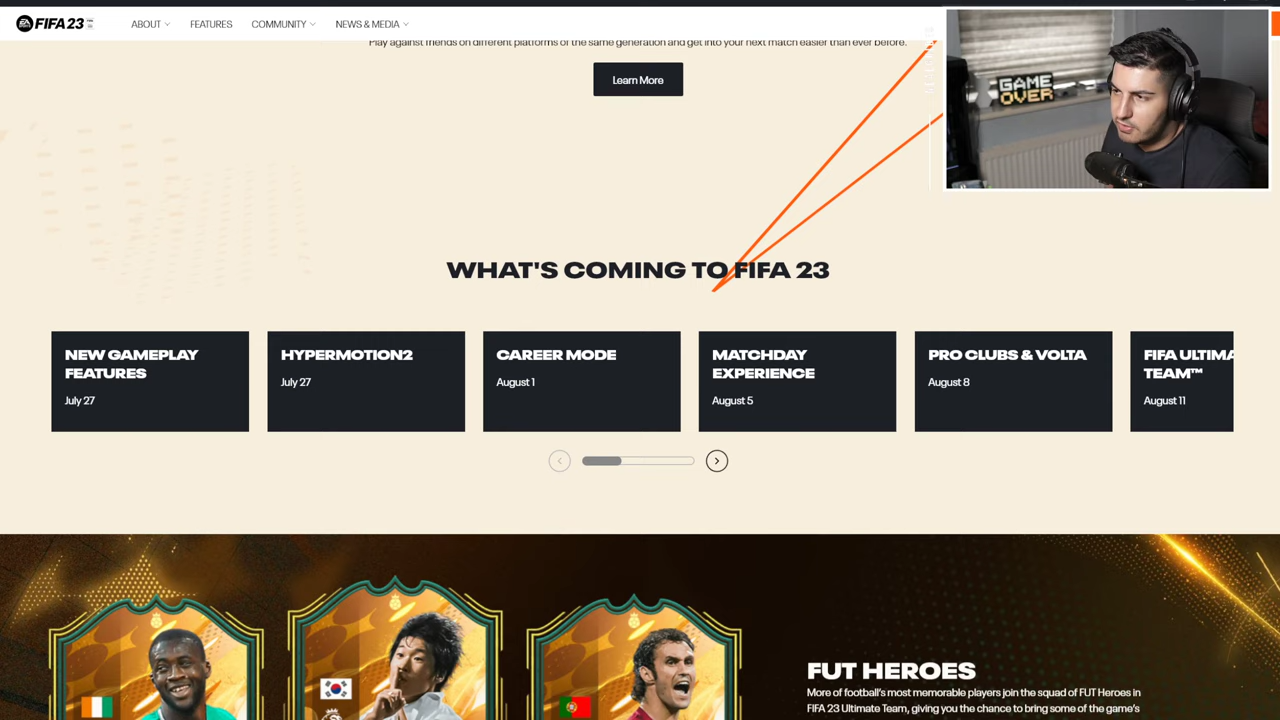 EA SPORTS FIFA 23
ABOUT FEATURES COMMUNITY NEWS & MEDIA
Play against friends on different platforms of the same generation and get into your next match easier than ever before.
Learn More
GAME
OVER
WHAT'S COMING TO FIFA 23
NEW GAMEPLAY
FEATURES
July 27
HYPERMOTION2
July 27
CAREER MODE
August 1
MATCHDAY
EXPERIENCE
August 5
PRO CLUBS & VOLTA
August 8
FIFA ULTIMA
TEAM™
August 11
FUT HEROES
More of football's most memorable players join the squad of FUT Heroes in
FIFA 23 Ultimate Team, giving you the chance to bring some of the game's